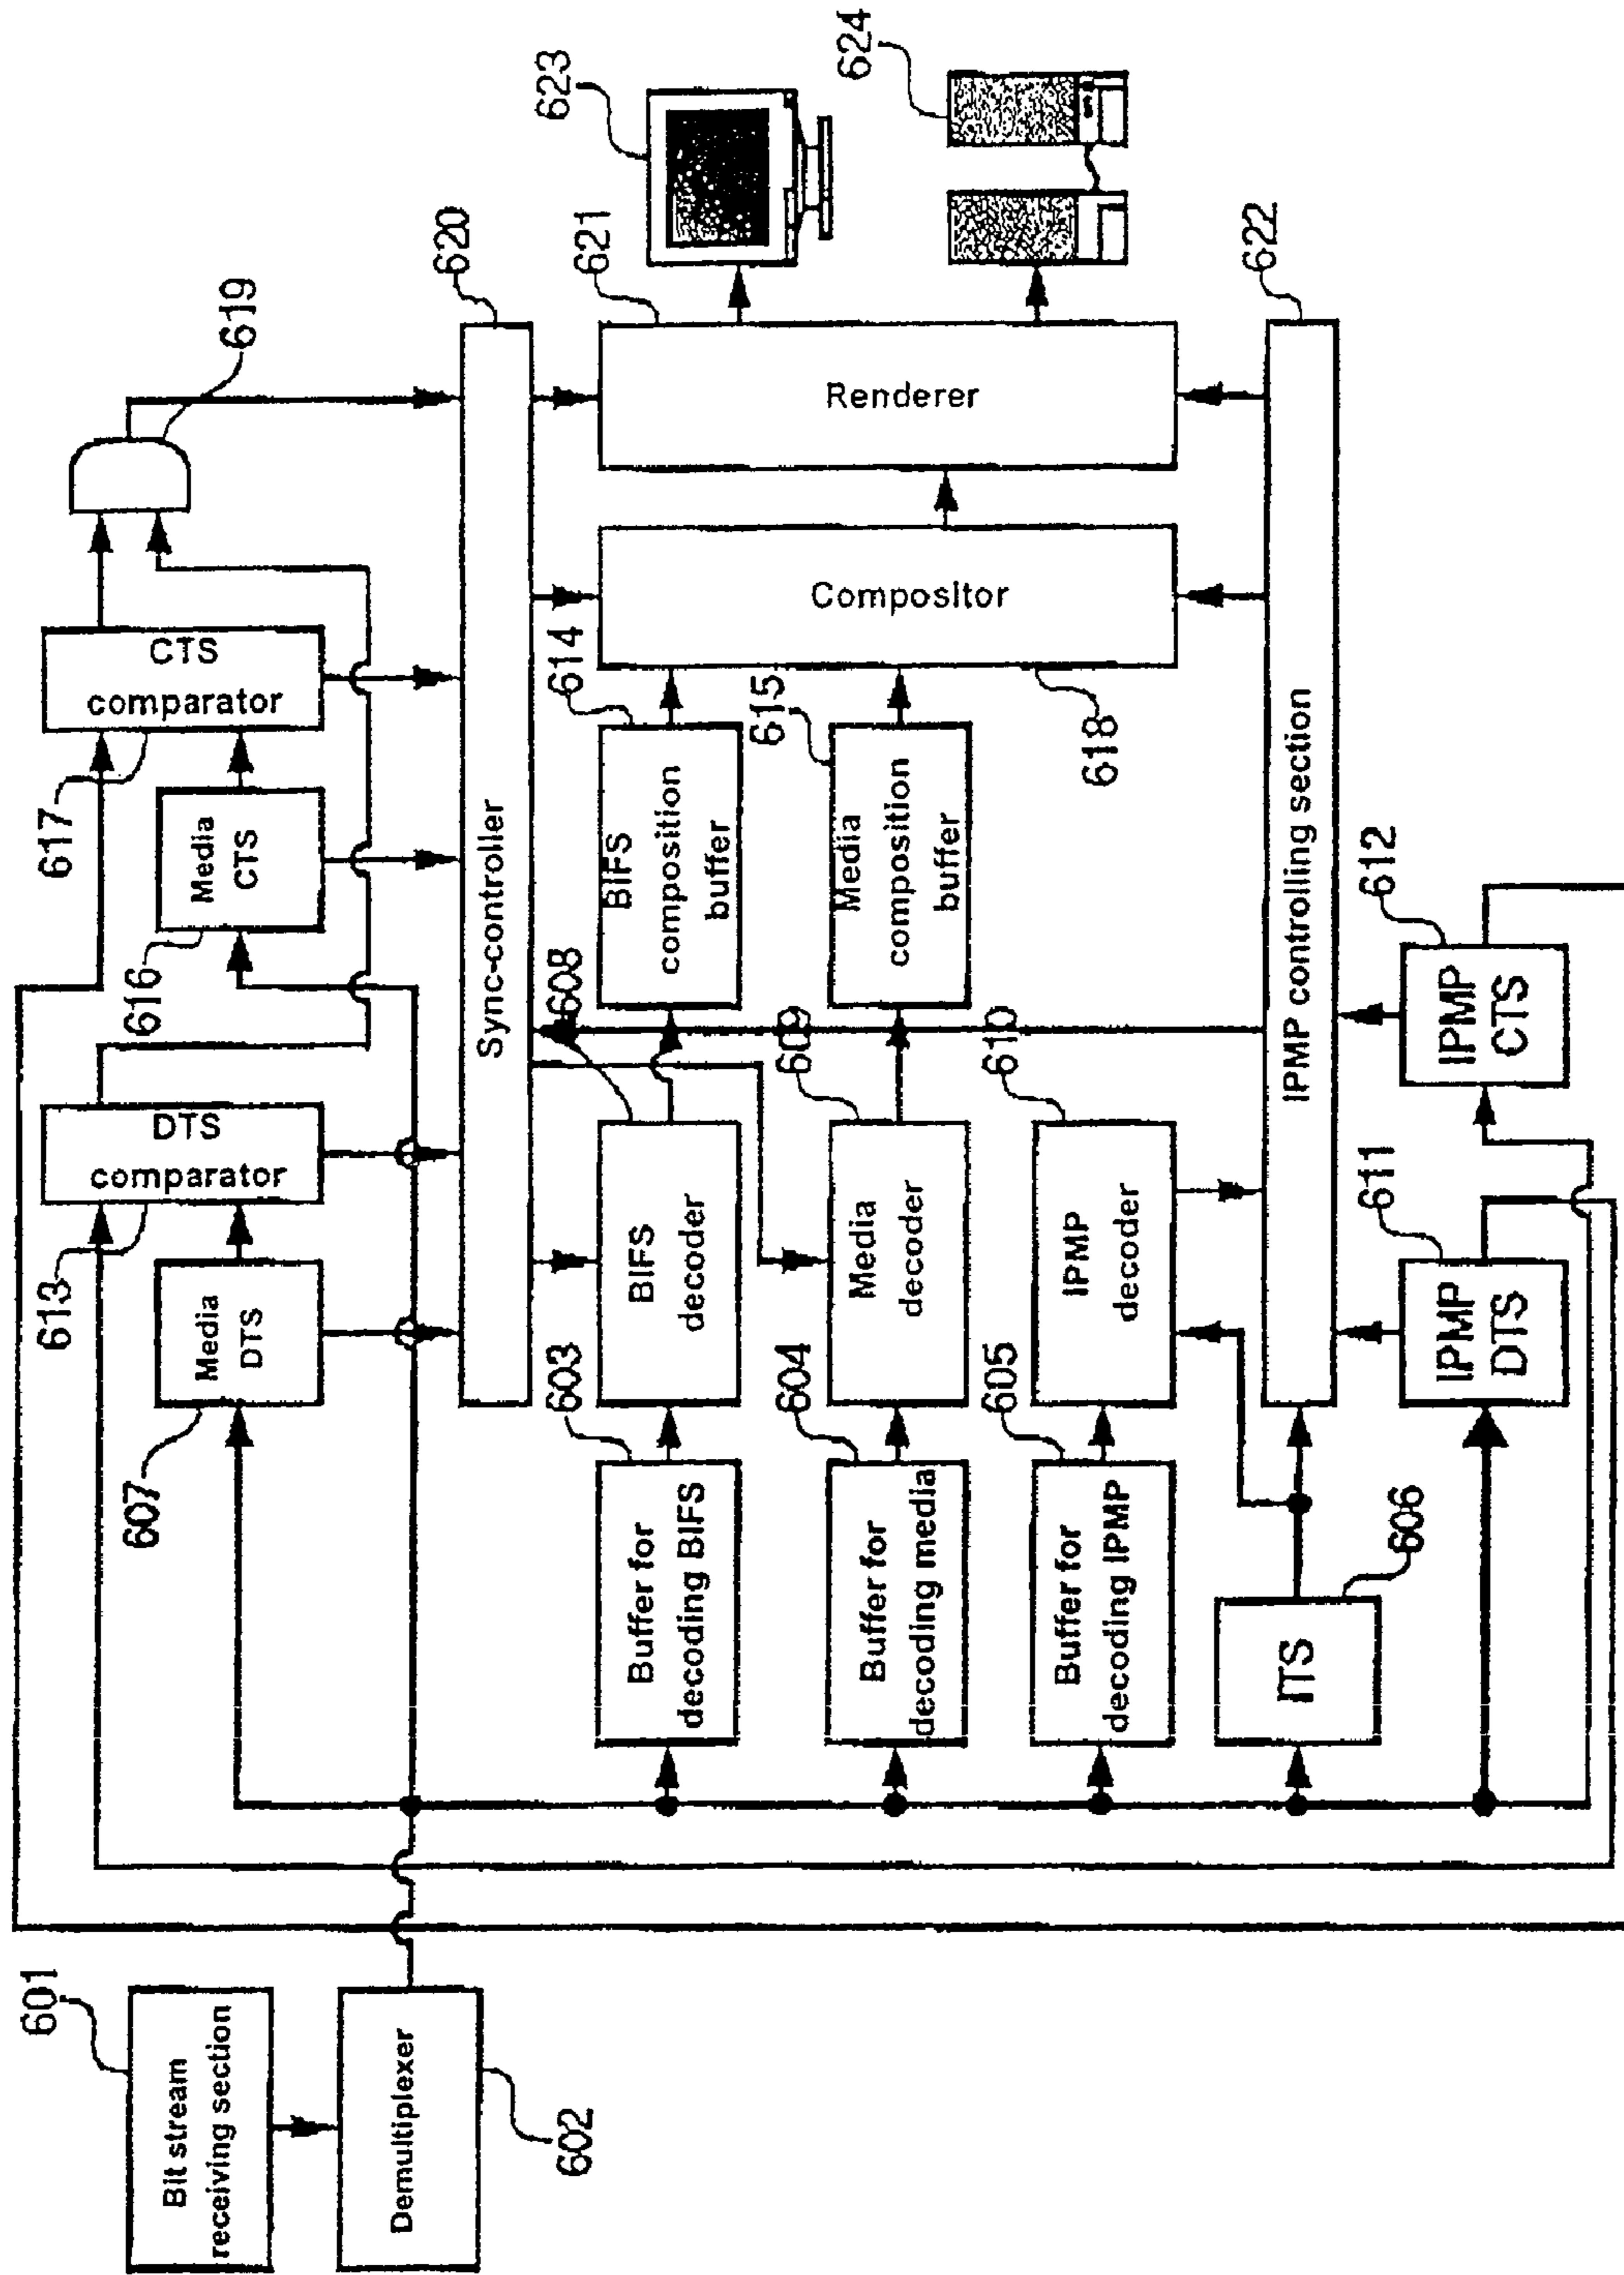 601
Bit stream
receiving section
Demultiplexer
602
607
Media
DTS
613
DTS
comparator
616
Media
CTS
617
CTS
comparator
619
620
Sync-controller
603
Buffer for
decoding BIFS
608
BIFS
decoder
614
BIFS
composition
buffer
604
Buffer for
decoding media
609
Media
decoder
615
Media
composition
buffer
605
Buffer for
decoding IPMP
610
IPMP
decoder
Compositor
618
621
Renderer
623
624
622
IPMP controlling section
ITS
606
611
IPMP
DTS
612
IPMP
CTS